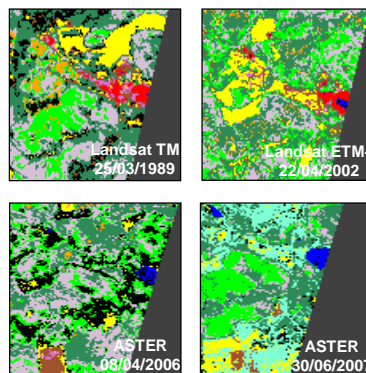 Landsat TM
25/03/1989
Landsat ETM+
22/04/2002
ASTER
08/04/2006
ASTER
30/06/2007